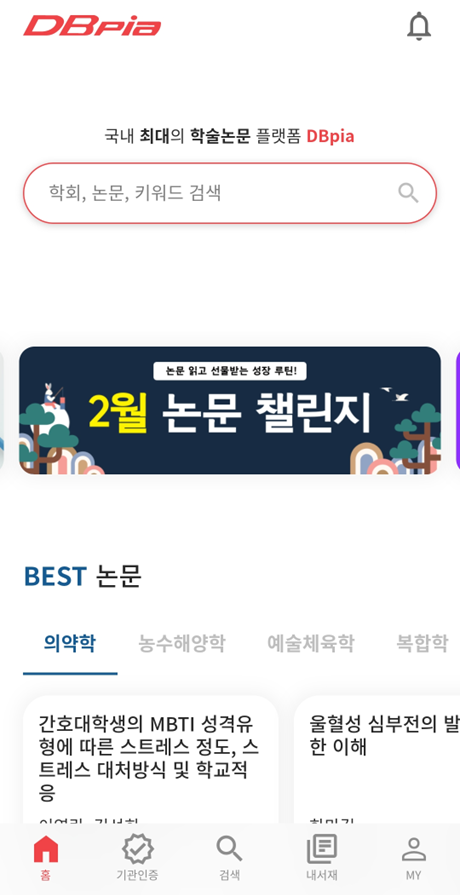 DBpia
국내 최대의 학술논문 플랫폼 DBpia
학회, 논문, 키워드 검색
논문 읽고 선물받는 성장 루틴!
2월 논문 챌린지
BEST 논문
의약학 농수해양학 예술체육학 복합학
간호대학생의 MBTI 성격유
형에 따른 스트레스 정도, 스
트레스 대처방식 및 학교적
응
울혈성 심부전의 발
한 이해
홈 기관인증 검색 내서재 MY